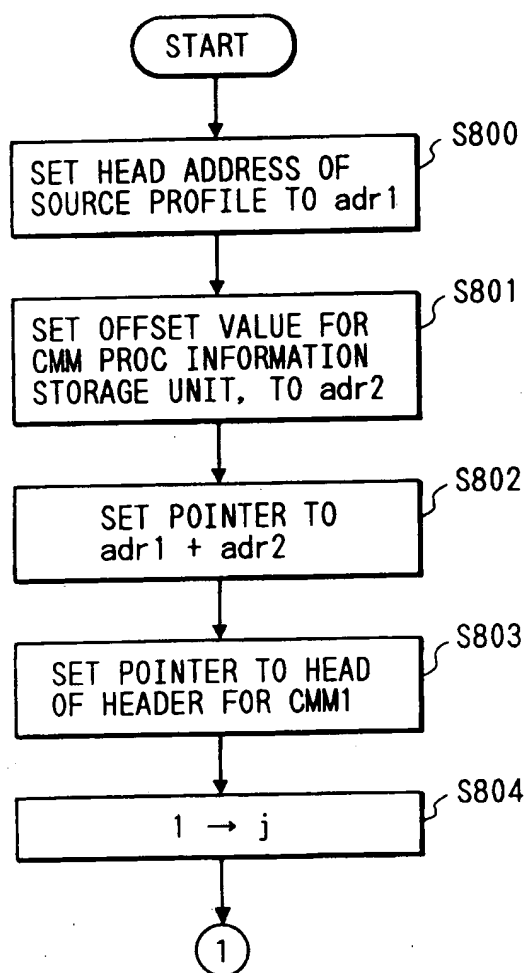 START
S800
SET HEAD ADDRESS OF
SOURCE PROFILE TO adr1
S801
SET OFFSET VALUE FOR
CMM PROC INFORMATION
STORAGE UNIT, TO adr2
S802
SET POINTER TO
adr1 + adr2
S803
SET POINTER TO HEAD
OF HEADER FOR CMM1
S804
1 → j
1